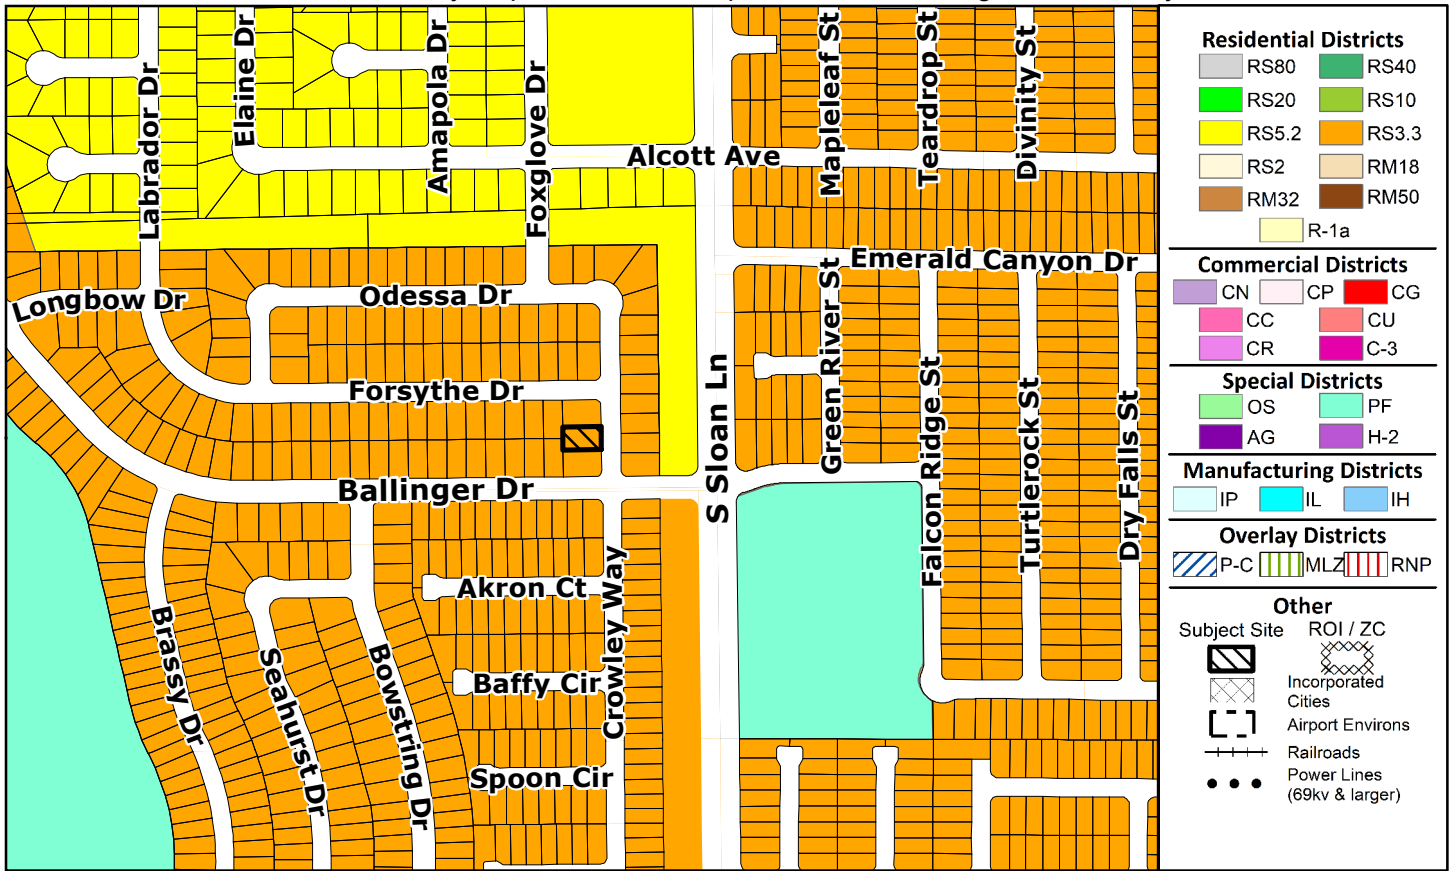 Labrador Dr
Elaine Dr
Amapola Dr
Foxglove Dr
Alcott Ave
Mapleleaf St
Teardrop St
Divinity St
Longbow Dr
Odessa Dr
Emerald Canyon Dr
Forsythe Dr
S Sloan Ln
Green River St
Falcon Ridge St
Turtlerock St
Dry Falls St
Ballinger Dr
Akron Ct
Crowley Way
Baffy Cir
Spoon Cir
Brassy Dr
Seahurst Dr
Bowstring Dr
Residential Districts
RS80 RS40
RS20 RS10
RS5.2 RS3.3
RS2 RM18
RM32 RM50
R-1a
Commercial Districts
CN CP CG
CC CU
CR C-3
Special Districts
OS PF
AG H-2
Manufacturing Districts
IP IL IH
Overlay Districts
P-C MLZ RNP
Other
Subject Site ROI / ZC
Incorporated
Cities
Airport Environs
Railroads
Power Lines
(69kv & larger)